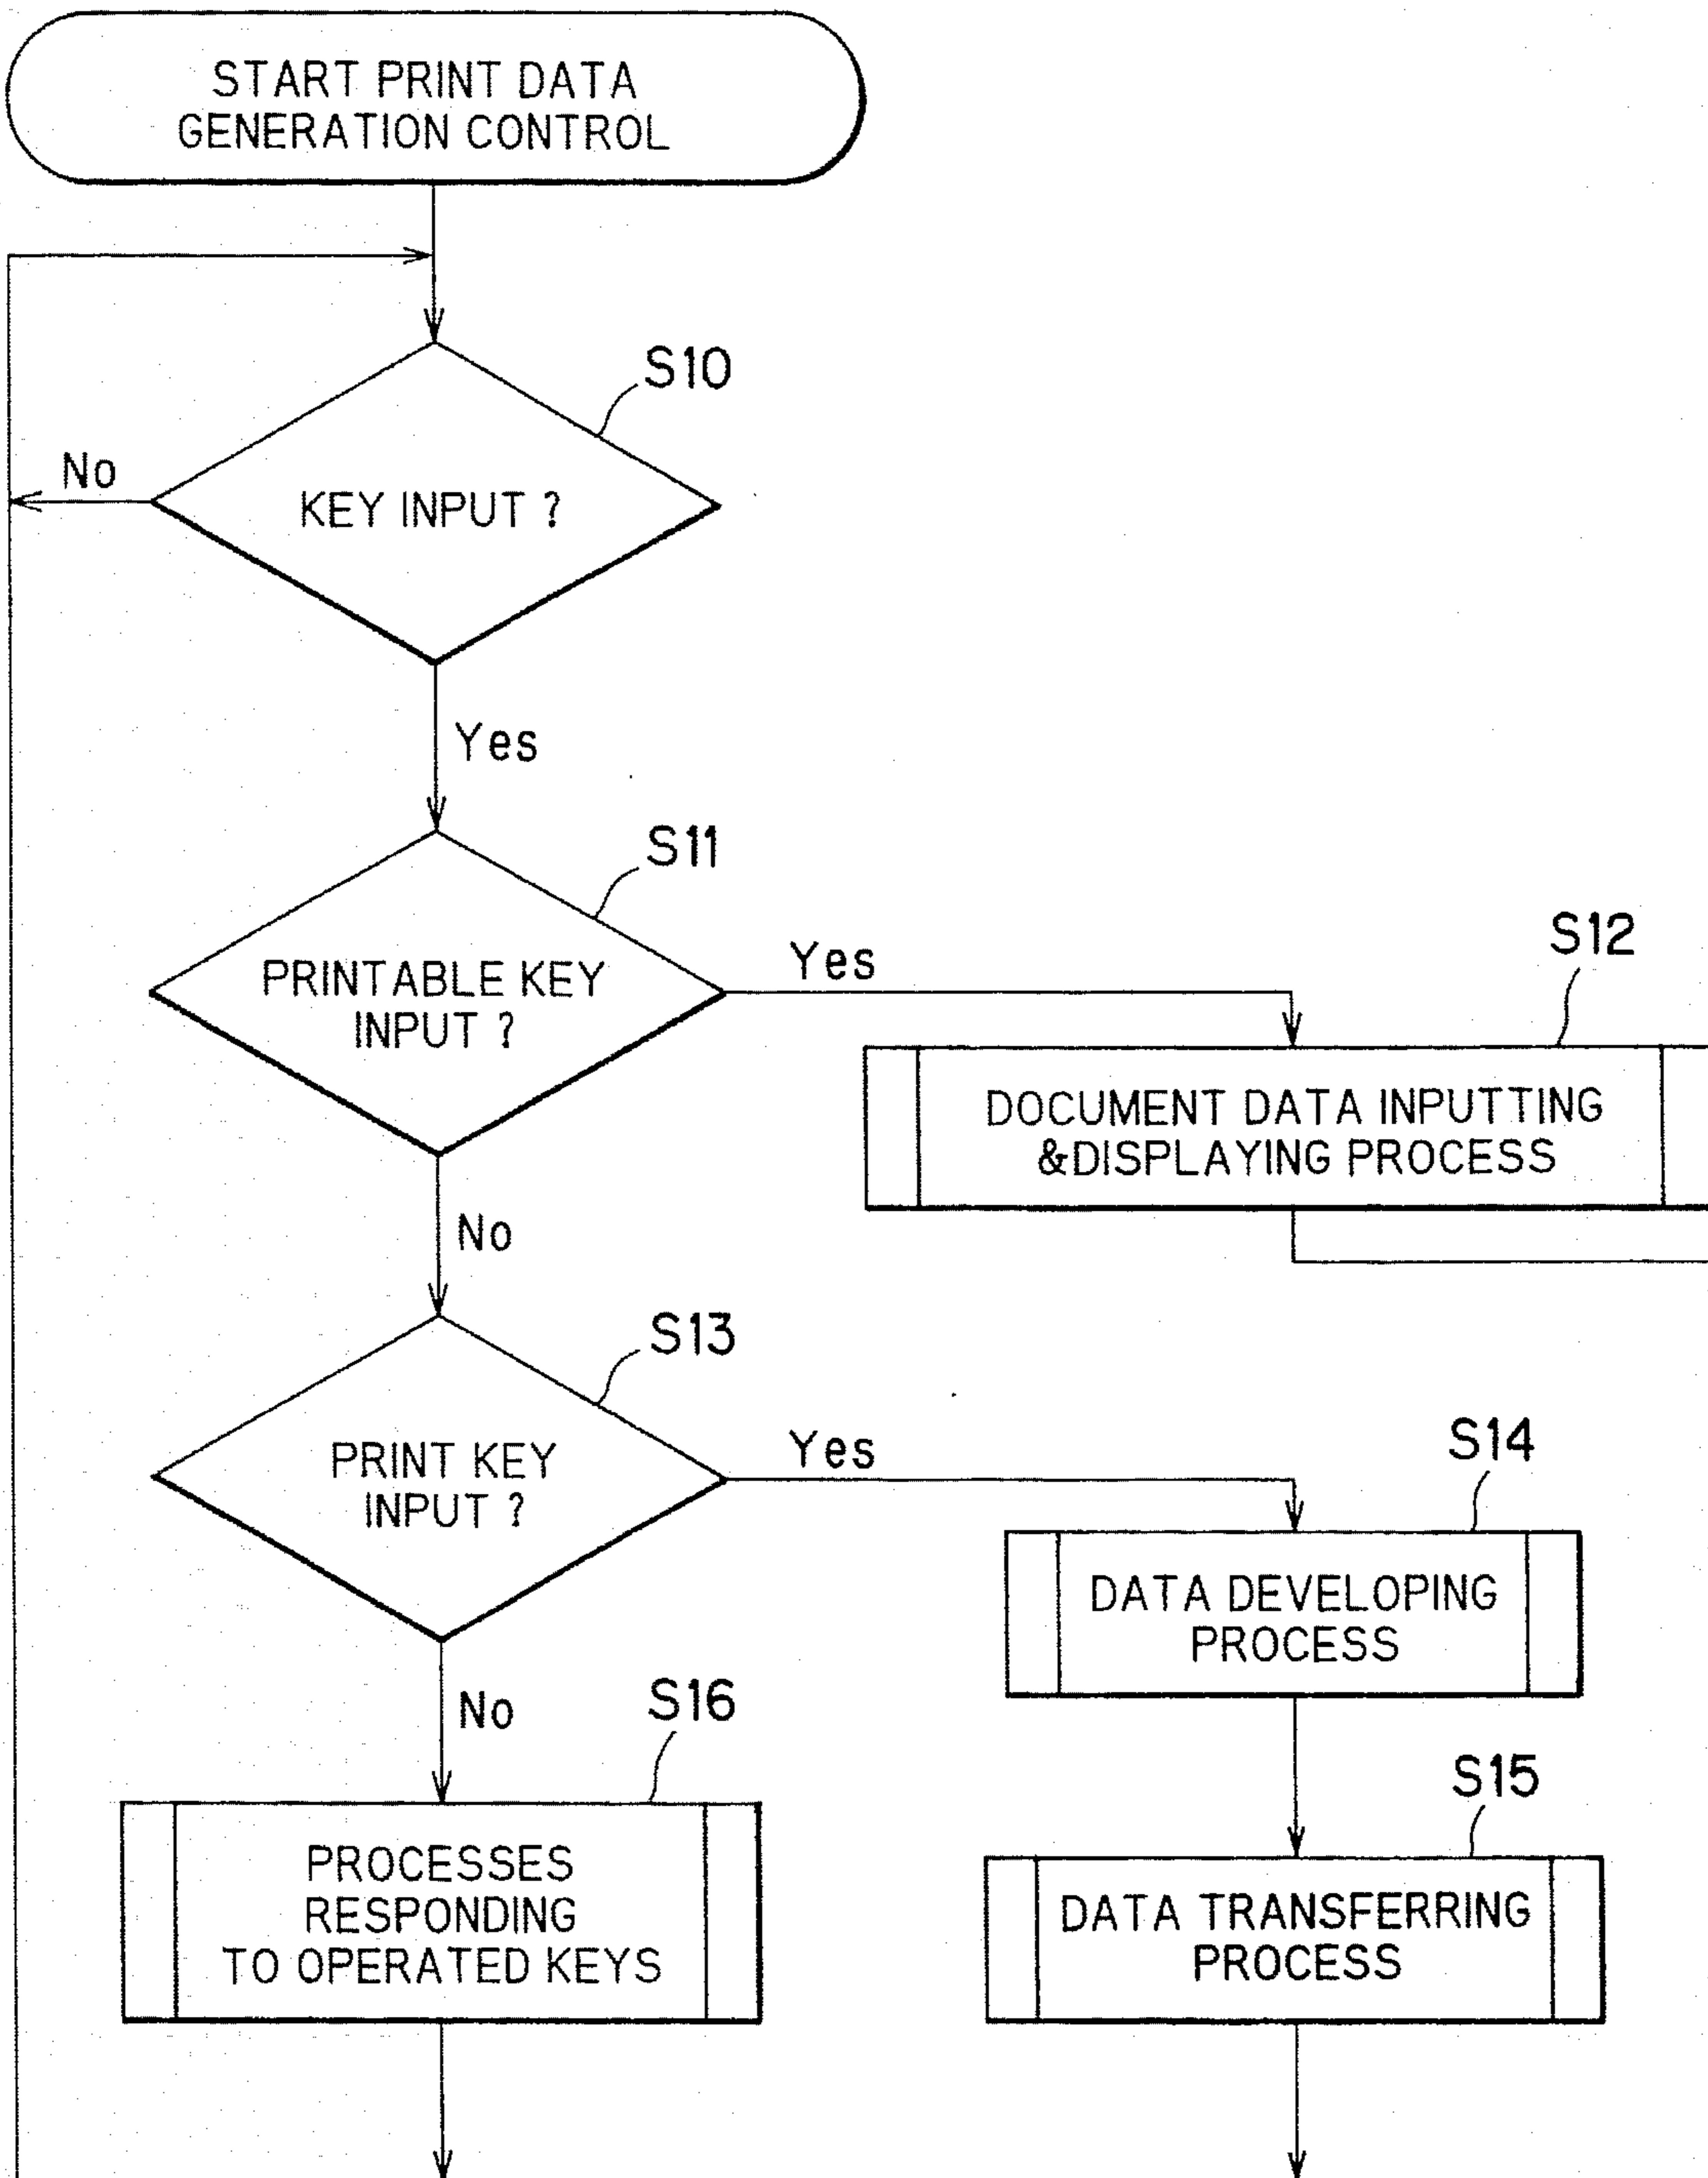 START PRINT DATA
GENERATION CONTROL
S10
No
KEY INPUT ?
Yes
S11
PRINTABLE KEY
INPUT ?
Yes
S12
DOCUMENT DATA INPUTTING
&DISPLAYING PROCESS
No
S13
PRINT KEY
INPUT ?
Yes
S14
DATA DEVELOPING
PROCESS
No
S16
S15
PROCESSES
RESPONDING
TO OPERATED KEYS
DATA TRANSFERRING
PROCESS